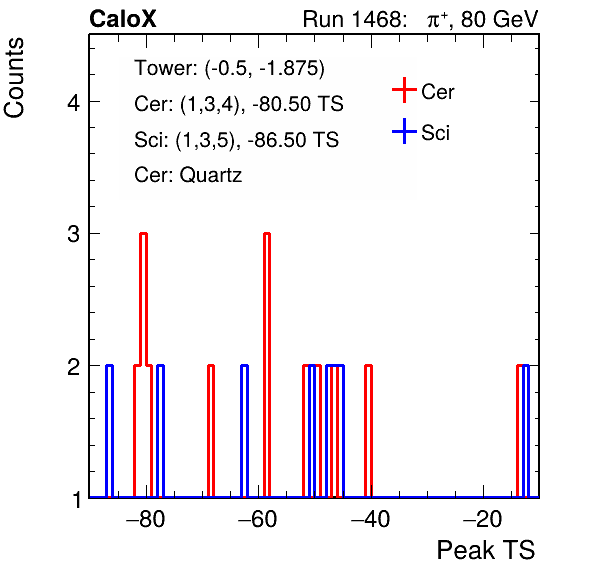 CaloX Run 1468: π⁺, 80 GeV
Counts
Tower: (-0.5, -1.875)
Cer: (1,3,4), -80.50 TS
Sci: (1,3,5), -86.50 TS
Cer: Quartz
Cer
Sci
4
3
2
1
−80 −60 −40 −20
Peak TS